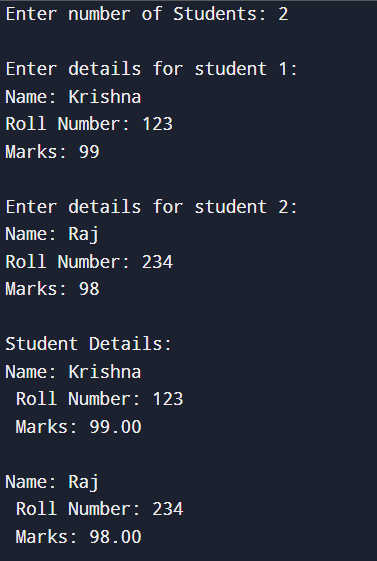 Enter number of Students: 2
Enter details for student 1:
Name: Krishna
Roll Number: 123
Marks: 99
Enter details for student 2:
Name: Raj
Roll Number: 234
Marks: 98
Student Details:
Name: Krishna
 Roll Number: 123
 Marks: 99.00
Name: Raj
 Roll Number: 234
 Marks: 98.00